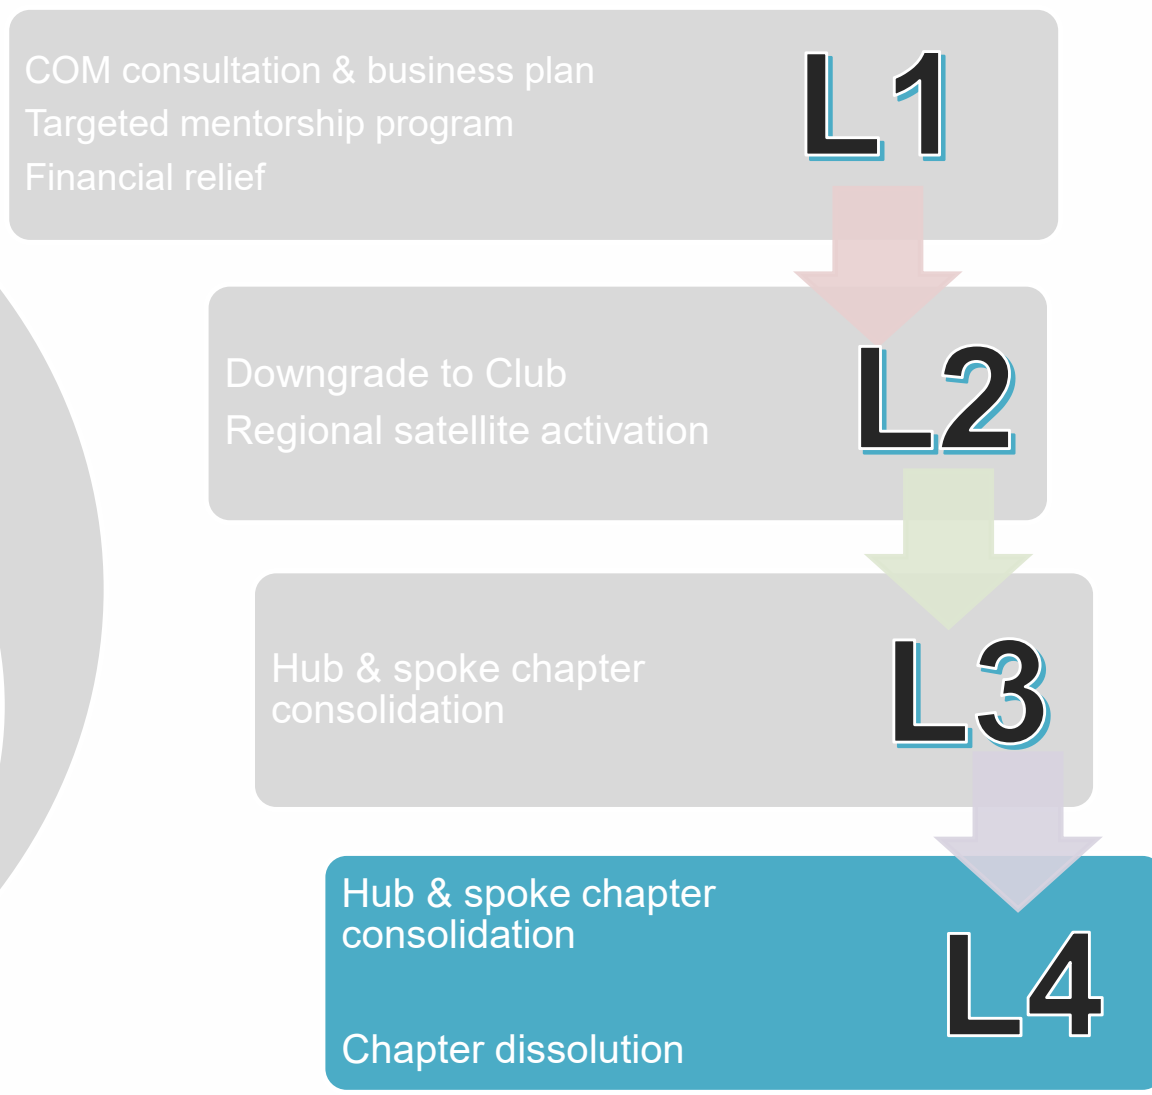 COM consultation & business plan
Targeted mentorship program
Financial relief
L1
Downgrade to Club
Regional satellite activation
L2
Hub & spoke chapter
consolidation
L3
Hub & spoke chapter
consolidation
Chapter dissolution
L4